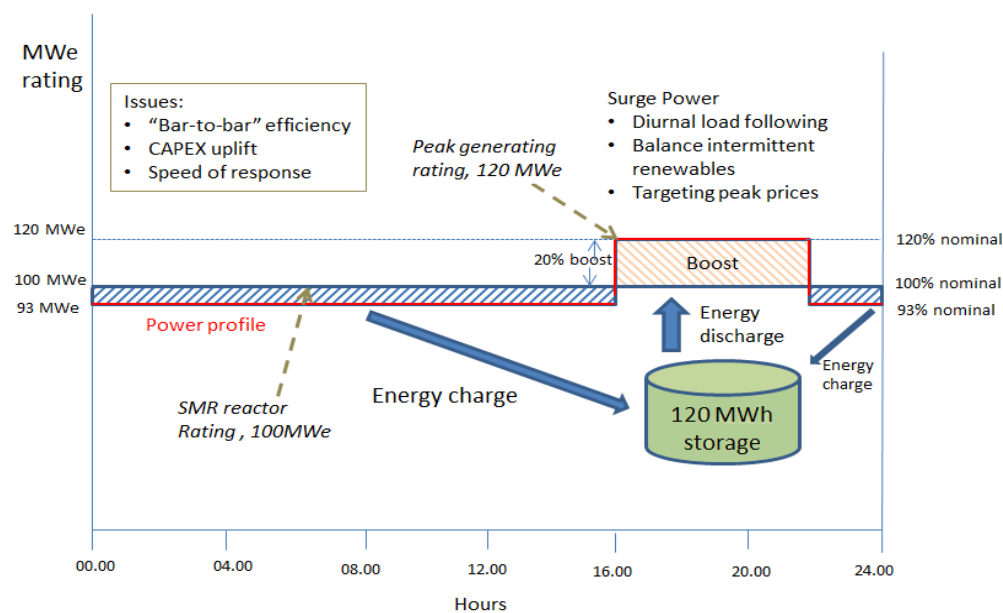 MWe
rating
Issues:
• “Bar-to-bar” efficiency
• CAPEX uplift
• Speed of response
Peak generating
rating, 120 MWe
Surge Power
• Diurnal load following
• Balance intermittent
renewables
• Targeting peak prices
120 MWe
100 MWe
93 MWe
20% boost
Boost
120% nominal
100% nominal
93% nominal
Power profile
Energy
discharge
Energy
charge
Energy charge
SMR reactor
Rating , 100MWe
120 MWh
storage
00.00
04.00
08.00
12.00
16.00
20.00
24.00
Hours